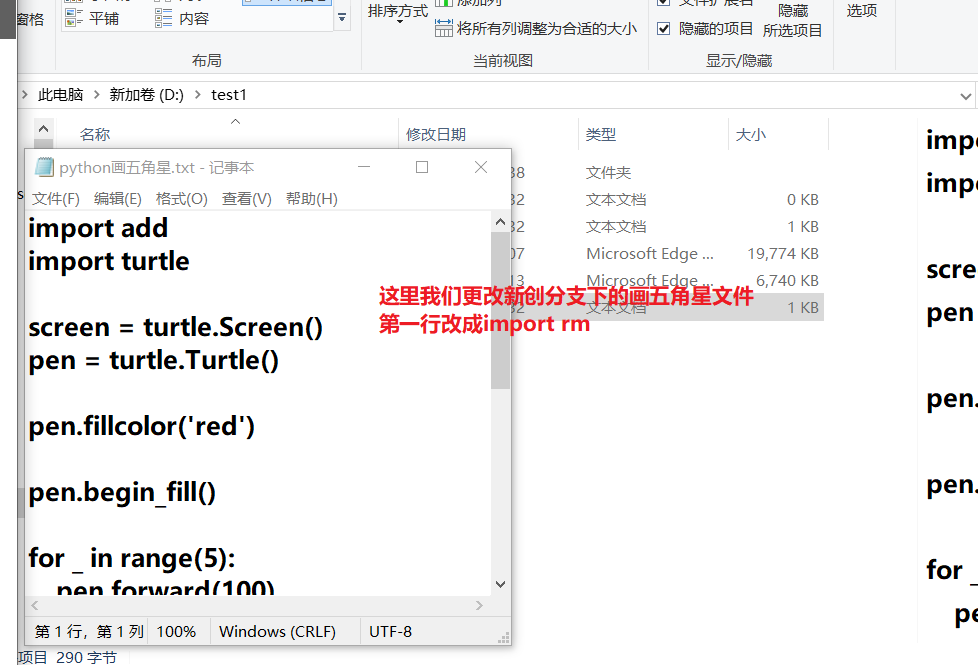 窗格
平铺
内容
布局
排序方式
添加列
将所有列调整为合适的大小
当前视图
文件扩展名
隐藏的项目
隐藏
所选项目
显示/隐藏
选项
此电脑 > 新加卷 (D:) > test1
名称 修改日期 类型 大小
38 文件夹
32 文本文档 0 KB
32 文本文档 1 KB
07 Microsoft Edge ... 19,774 KB
13 Microsoft Edge ... 6,740 KB
32 文本文档 1 KB
python画五角星.txt - 记事本
文件(F) 编辑(E) 格式(O) 查看(V) 帮助(H)
import add
import turtle
screen = turtle.Screen()
pen = turtle.Turtle()
pen.fillcolor('red')
pen.begin_fill()
for _ in range(5):
pen.forward(100)
第 1 行，第 1 列 100% Windows (CRLF) UTF-8
这里我们更改新创分支下的画五角星文件
第一行改成import rm
impo
impo
scre
pen
pen.
pen.
for _
pe
项目 290 字节